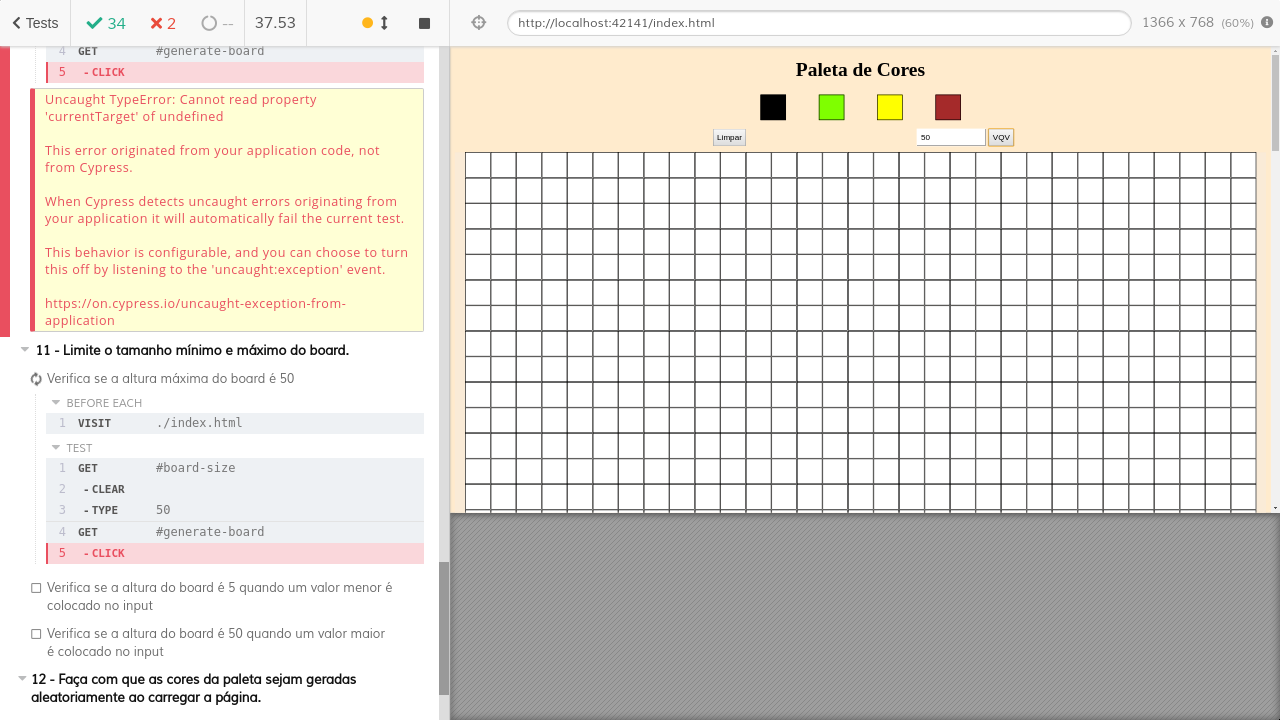 Tests
34
2
--
37.53
http://localhost:42141/index.html
1366 x 768 (60%)
4 GET #generate-board
5 - CLICK
Uncaught TypeError: Cannot read property
'currentTarget' of undefined
This error originated from your application code, not
from Cypress.
When Cypress detects uncaught errors originating from
your application it will automatically fail the current test.
This behavior is configurable, and you can choose to turn
this off by listening to the 'uncaught:exception' event.
https://on.cypress.io/uncaught-exception-from-
application
11 - Limite o tamanho mínimo e máximo do board.
Verifica se a altura máxima do board é 50
BEFORE EACH
1 VISIT ./index.html
TEST
1 GET #board-size
2 - CLEAR
3 - TYPE 50
4 GET #generate-board
5 - CLICK
Verifica se a altura do board é 5 quando um valor menor é
colocado no input
Verifica se a altura do board é 50 quando um valor maior
é colocado no input
12 - Faça com que as cores da paleta sejam geradas
aleatoriamente ao carregar a página.
Paleta de Cores
Limpar
50
VQV